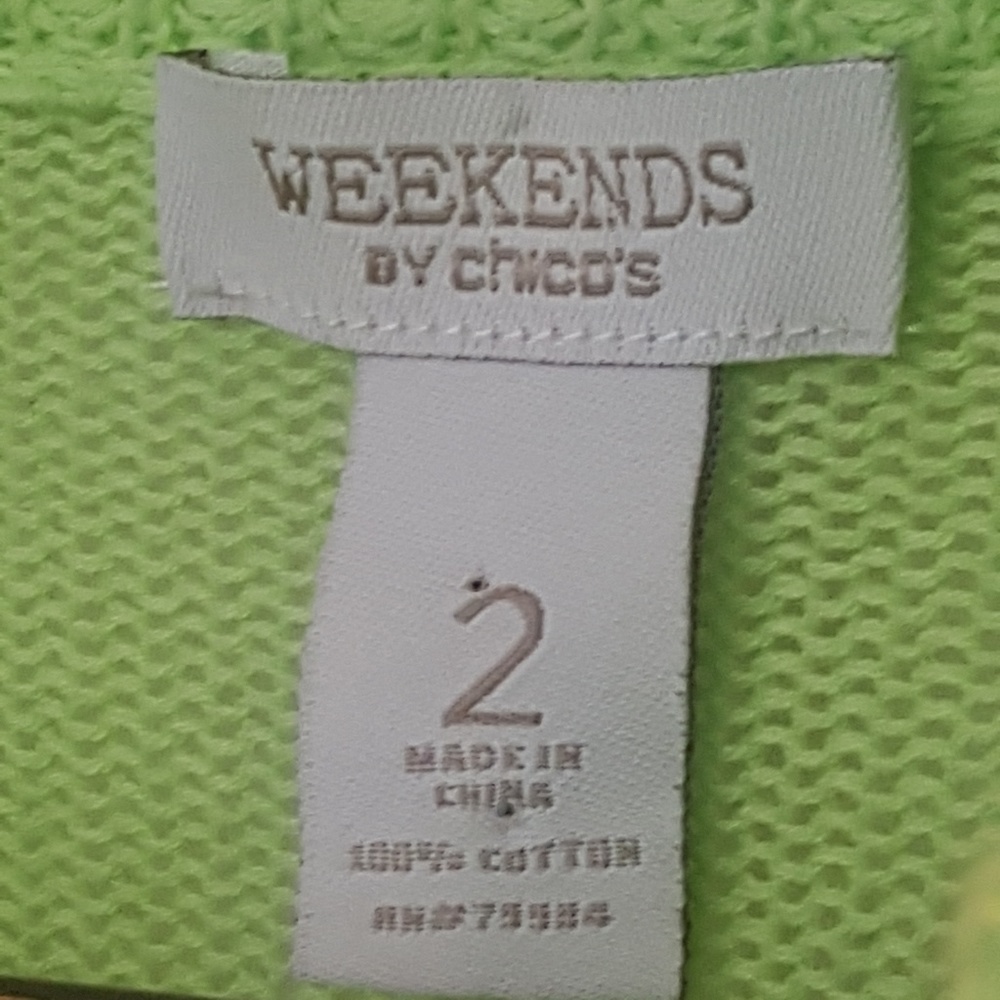 WEEKENDS
BY chico's
2
MADE IN
CHINA
100% COTTON